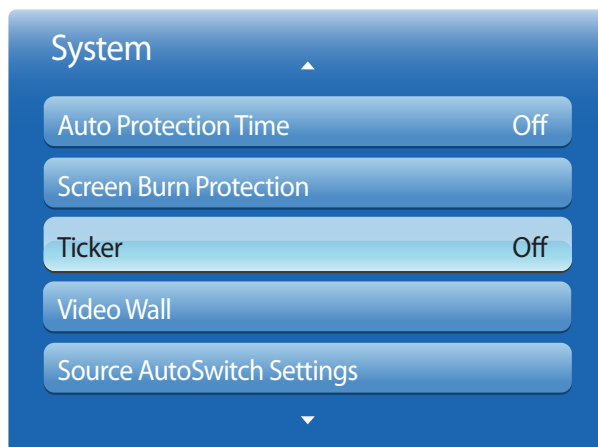 System
Auto Protection Time Off
Screen Burn Protection
Ticker Off
Video Wall
Source AutoSwitch Settings